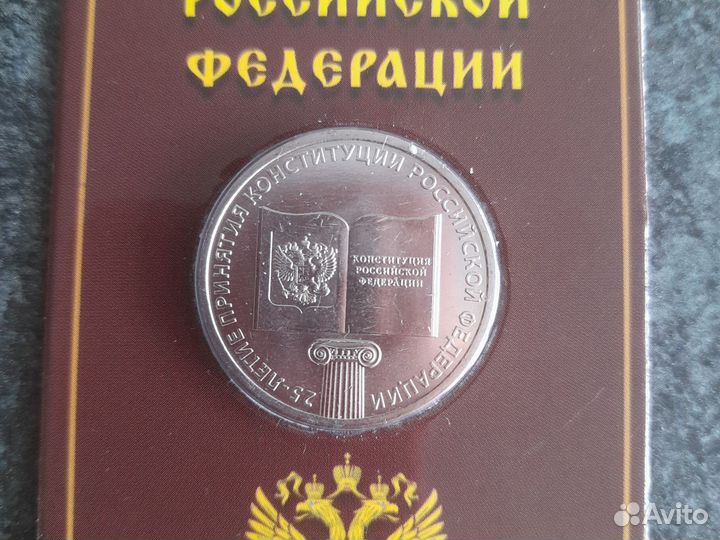 РОССИЙСКОЙ
ФЕДЕРАЦИИ
25-ЛЕТИЕ ПРИНЯТИЯ КОНСТИТУЦИИ РОССИЙСКОЙ ФЕДЕРАЦИИ
КОНСТИТУЦИЯ
РОССИЙСКОЙ
ФЕДЕРАЦИИ
Avito